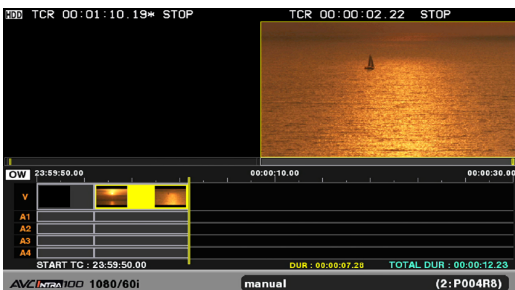 HDD TCR 00:01:10.19* STOP TCR 00:00:02.22 STOP
OW 23:59:50.00 00:00:10.00 00:00:30.00
V
A1
A2
A3
A4
START TC : 23:59:50.00 DUR : 00:00:07.28 TOTAL DUR : 00:00:12.23
AVC INTRA 100 1080/60i manual (2:P004R8)